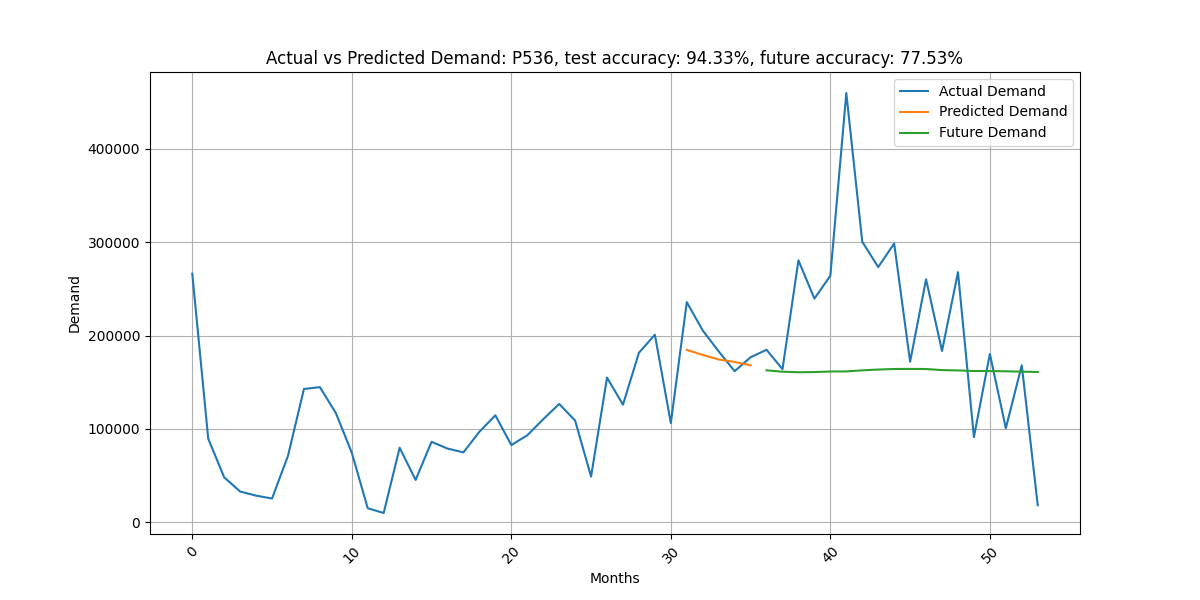 Actual vs Predicted Demand: P536, test accuracy: 94.33%, future accuracy: 77.53%
Actual Demand
Predicted Demand
Future Demand
400000
300000
200000
100000
0
Demand
0
10
20
30
40
50
Months